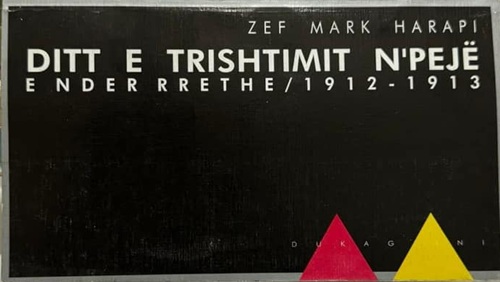 ZEF MARK HARAPI
DITT E TRISHTIMIT N'PEJË
E NDER RRETHE/1912-1913
DUKAGJINI